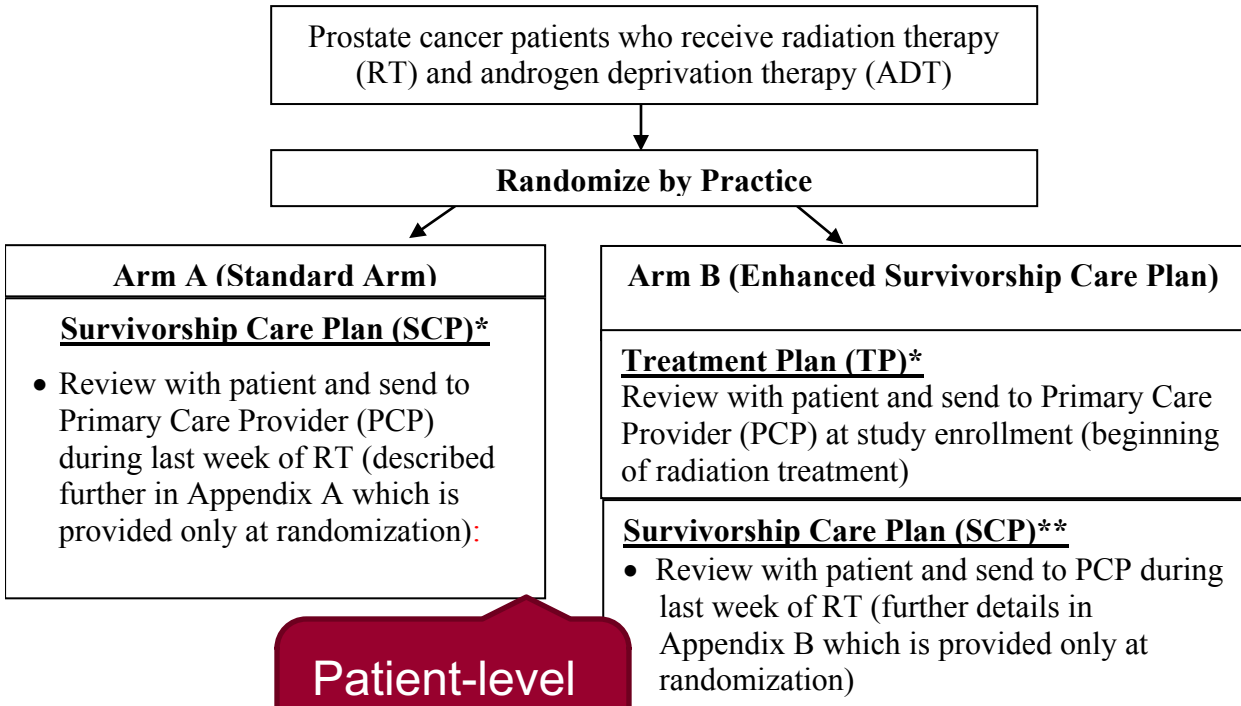 Prostate cancer patients who receive radiation therapy
(RT) and androgen deprivation therapy (ADT)
Randomize by Practice
Arm A (Standard Arm)
Survivorship Care Plan (SCP)*
• Review with patient and send to
Primary Care Provider (PCP)
during last week of RT (described
further in Appendix A which is
provided only at randomization):
Arm B (Enhanced Survivorship Care Plan)
Treatment Plan (TP)*
Review with patient and send to Primary Care
Provider (PCP) at study enrollment (beginning
of radiation treatment)
Survivorship Care Plan (SCP)**
• Review with patient and send to PCP during
last week of RT (further details in
Appendix B which is provided only at
randomization)
Patient-level